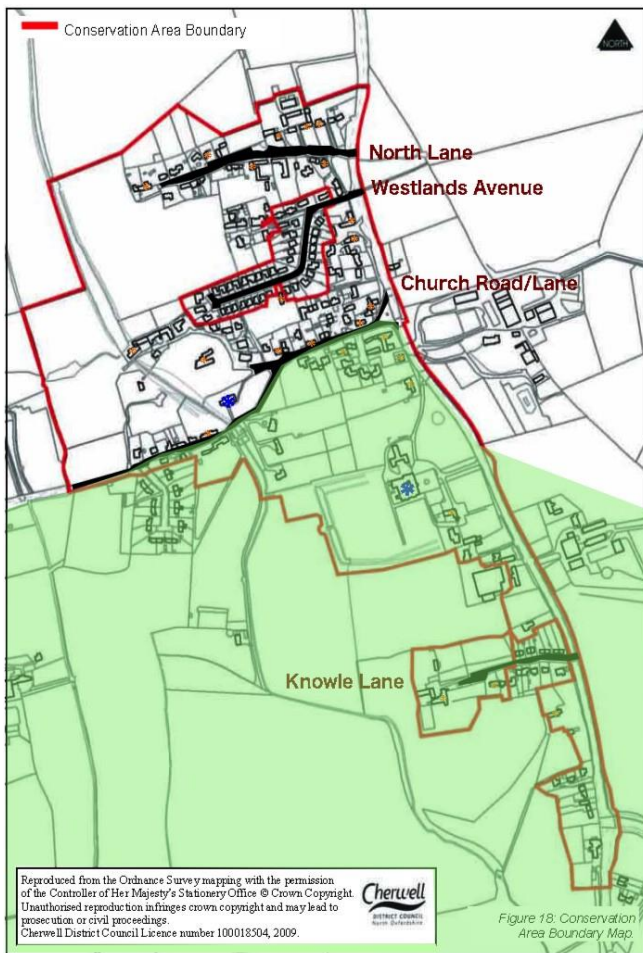 Conservation Area Boundary
NORTH
North Lane
Westlands Avenue
Church Road/Lane
Knowle Lane
Reproduced from the Ordnance Survey mapping with the permission
of the Controller of Her Majesty's Stationery Office © Crown Copyright.
Unauthorised reproduction infringes crown copyright and may lead to
prosecution or civil proceedings.
Cherwell District Council Licence number 100018504, 2009.
Cherwell
DISTRICT COUNCIL
North Oxfordshire
Figure 18: Conservation
Area Boundary Map.